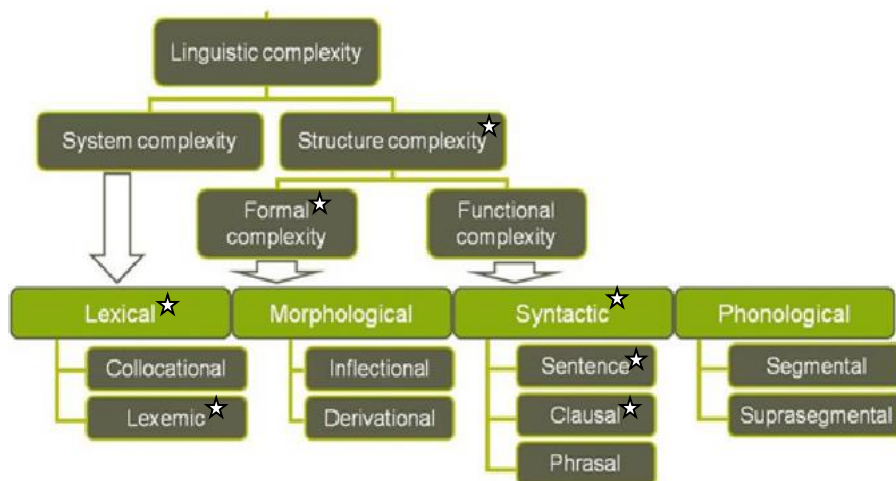 Linguistic complexity
System complexity
Structure complexity
Formal
complexity
Functional
complexity
Lexical
Morphological
Syntactic
Phonological
Collocational
Inflectional
Sentence
Segmental
Lexemic
Derivational
Clausal
Suprasegmental
Phrasal